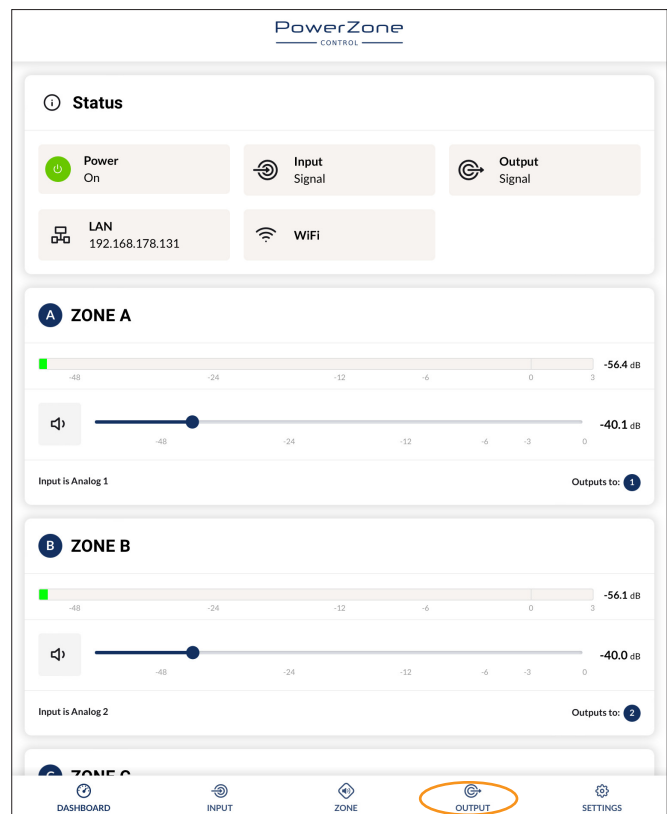 PowerZone
CONTROL
Status
Power
On
Input
Signal
Output
Signal
LAN
192.168.178.131
WiFi
A ZONE A
-56.4 dB
-48 -24 -12 -6 0 3
-40.1 dB
-48 -24 -12 -6 -3 0
Input is Analog 1 Outputs to: 1
B ZONE B
-56.1 dB
-48 -24 -12 -6 0 3
-40.0 dB
-48 -24 -12 -6 -3 0
Input is Analog 2 Outputs to: 2
C ZONE C
DASHBOARD INPUT ZONE OUTPUT SETTINGS